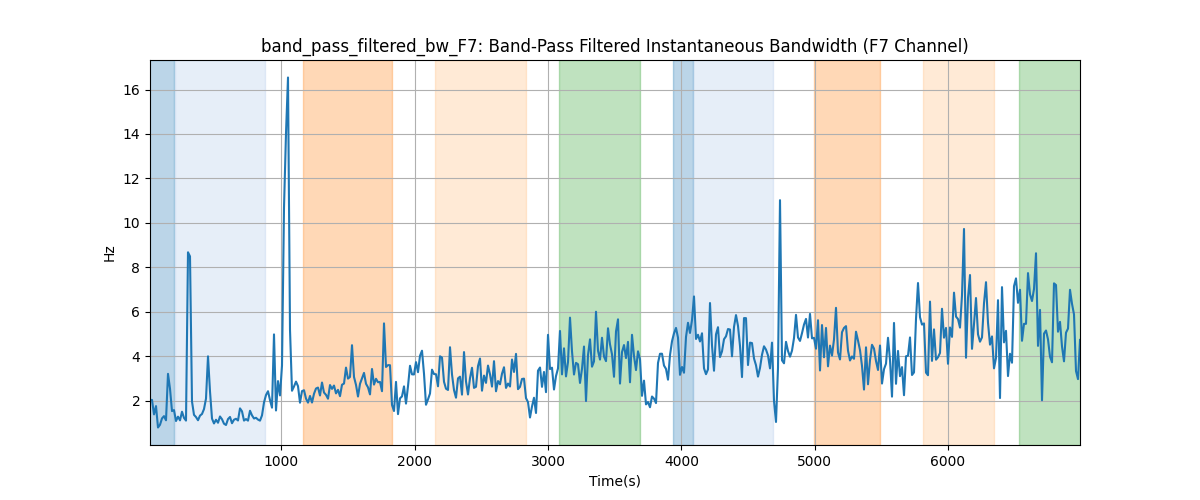 band_pass_filtered_bw_F7: Band-Pass Filtered Instantaneous Bandwidth (F7 Channel)
16
14
12
10
8
6
4
2
Hz
1000 2000 3000 4000 5000 6000
Time(s)